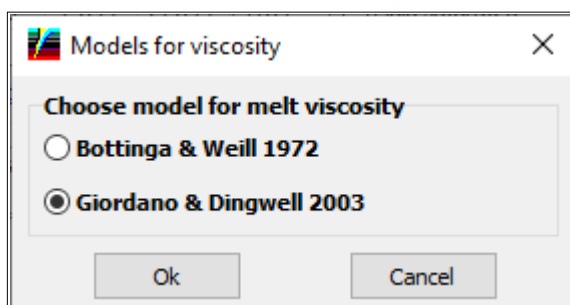 Models for viscosity
Choose model for melt viscosity
Bottinga & Weill 1972
Giordano & Dingwell 2003
Ok Cancel